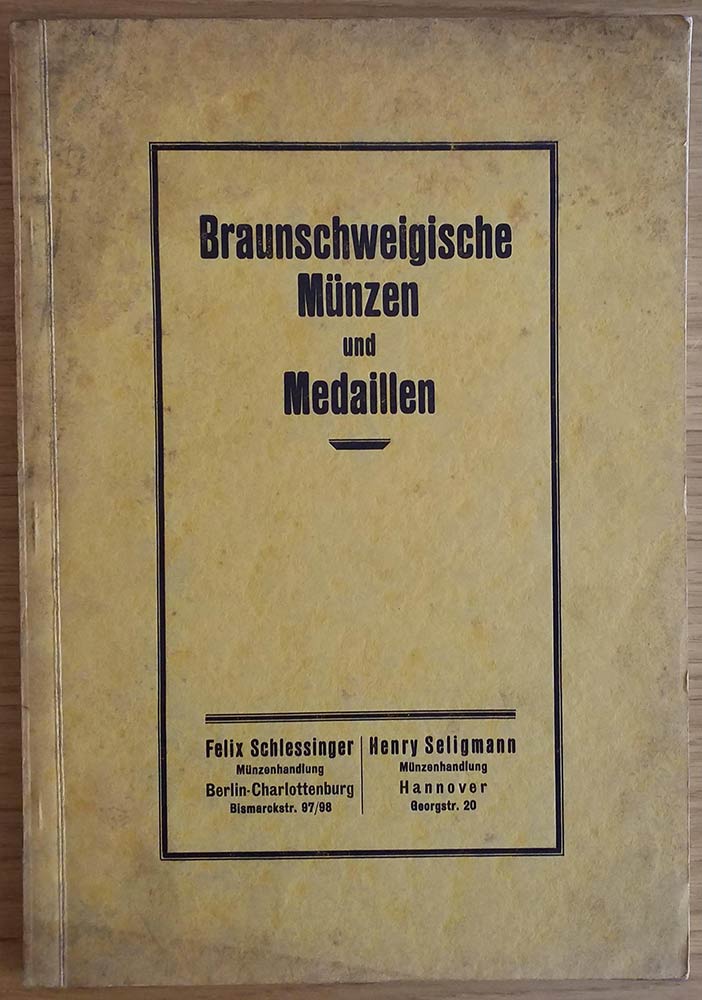 Braunschweigische
Münzen
und
Medaillen
Felix Schlessinger
Münzenhandlung
Berlin-Charlottenburg
Bismarckstr. 97/98
Henry Seligmann
Münzenhandlung
Hannover
Georgstr. 20